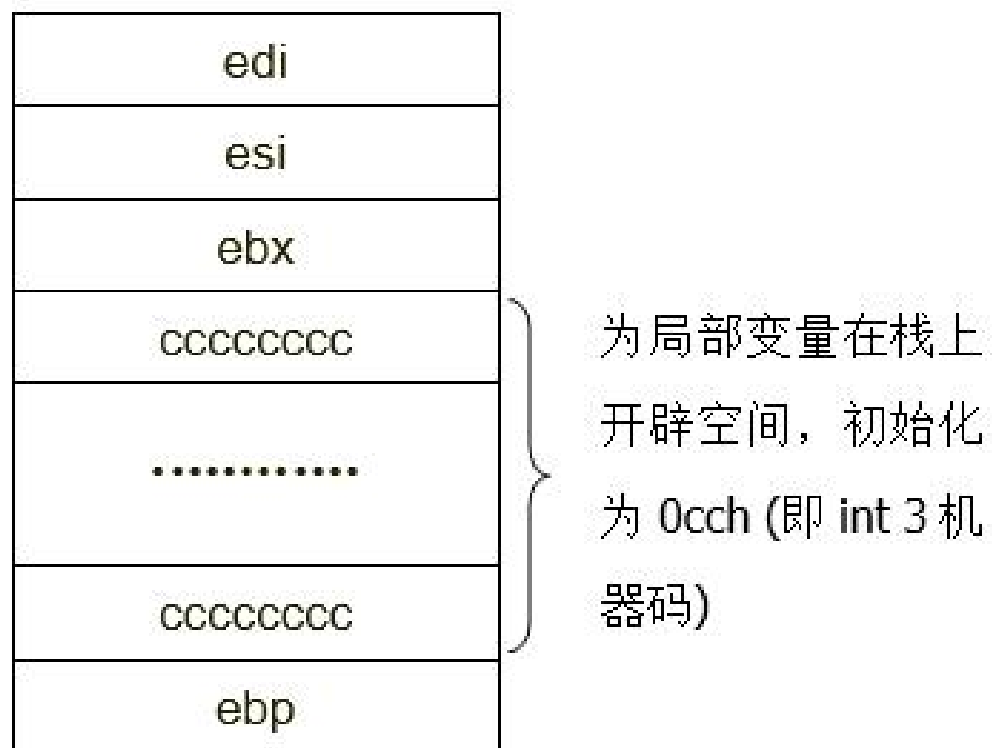 edi
esi
ebx
cccccccc
············
cccccccc
ebp
为局部变量在栈上
开辟空间，初始化
为 0cch (即 int 3 机
器码)